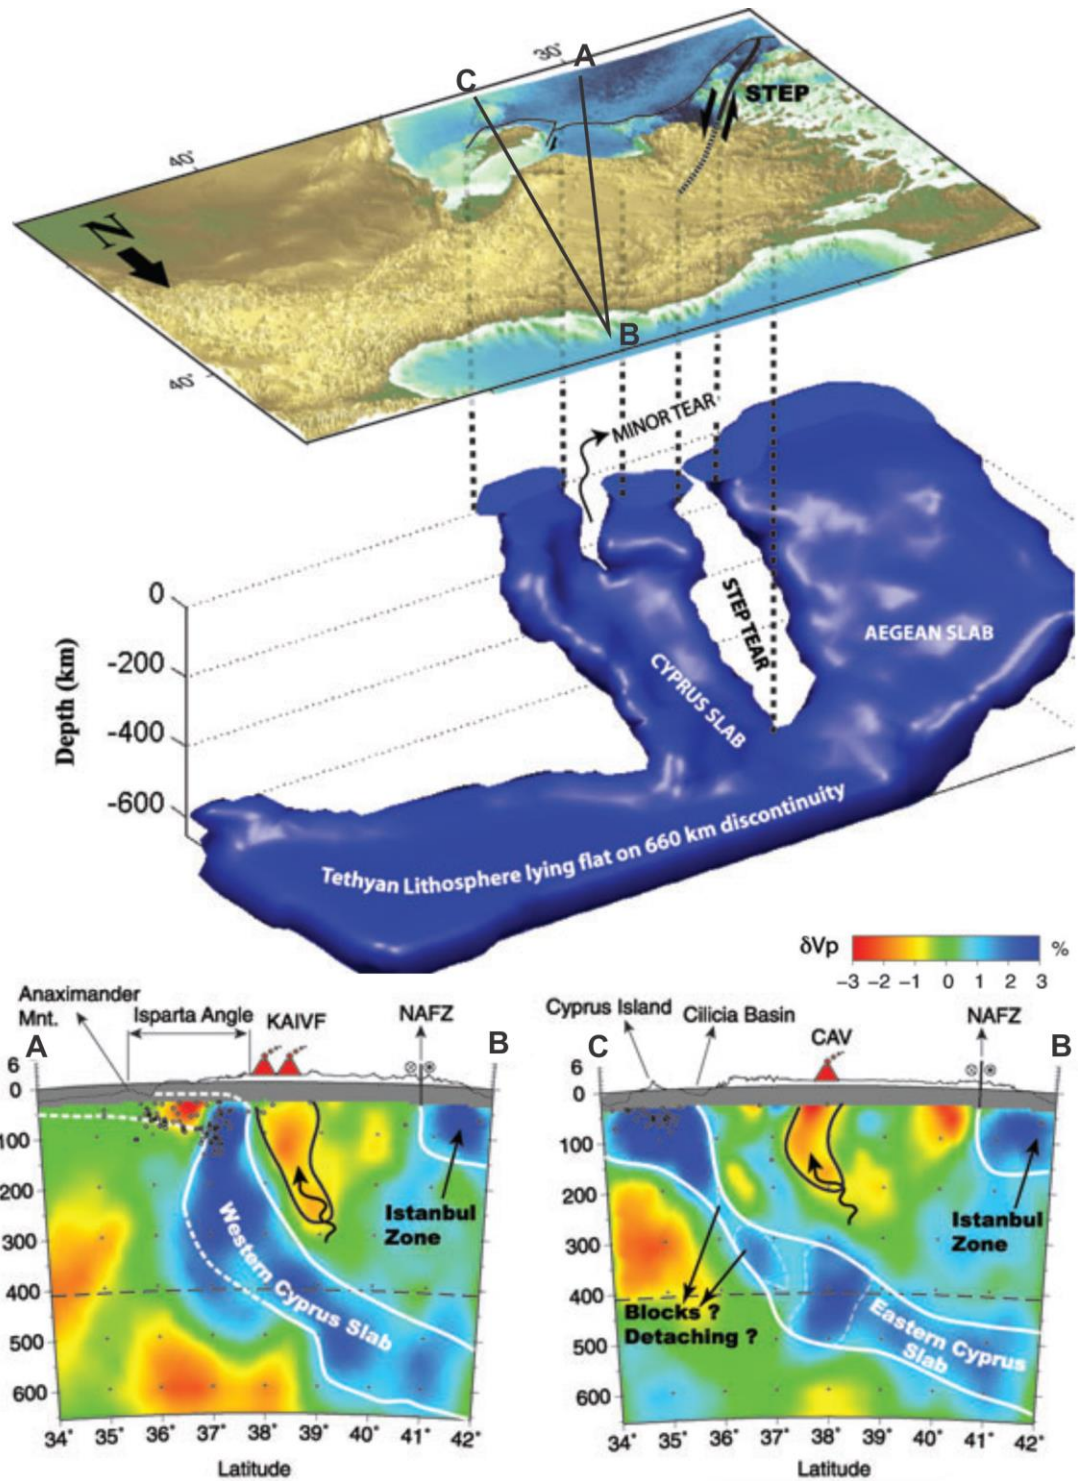 30°
A
C
STEP
40°
N
B
40°
MINOR TEAR
0
-200
-400
-600
Depth (km)
STEP TEAR
AEGEAN SLAB
CYPRUS SLAB
Tethyan Lithosphere lying flat on 660 km discontinuity
δVp
%
−3 −2 −1 0 1 2 3
Anaximander
Mnt.
Isparta Angle
KAIVF
NAFZ
A
B
6
0
100
200
300
400
500
600
Western Cyprus Slab
Istanbul
Zone
34° 35° 36° 37° 38° 39° 40° 41° 42°
Latitude
Cyprus Island
Cilicia Basin
CAV
NAFZ
C
B
6
0
100
200
300
400
500
600
Blocks ?
Detaching ?
Istanbul
Zone
Eastern Cyprus
Slab
34° 35° 36° 37° 38° 39° 40° 41° 42°
Latitude